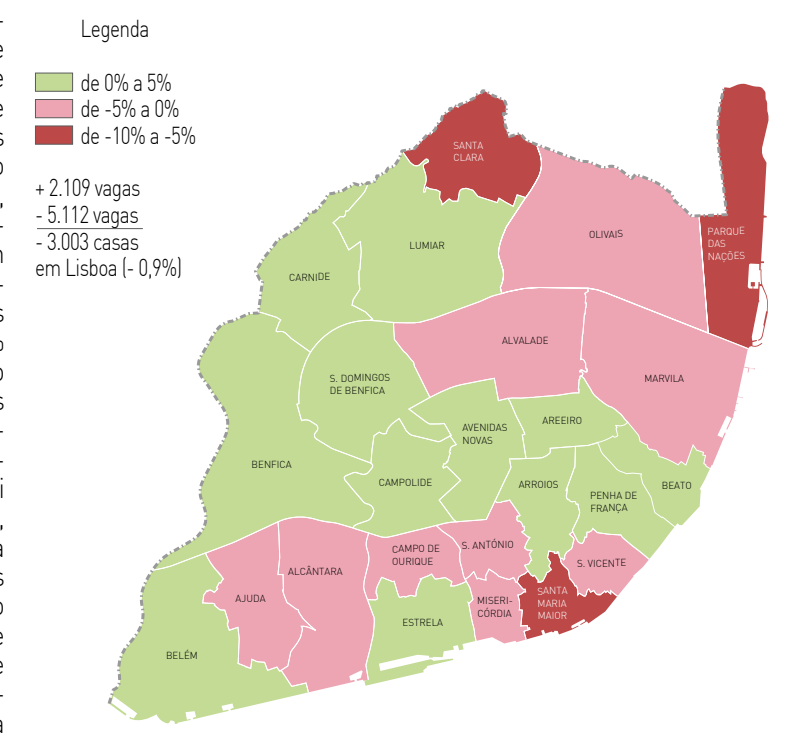 Legenda
de 0% a 5%
de -5% a 0%
de -10% a -5%
+ 2.109 vagas
- 5.112 vagas
- 3.003 casas
em Lisboa (- 0,9%)
SANTA
CLARA
OLIVAIS
PARQUE
DAS
NAÇÕES
LUMIAR
CARNIDE
ALVALADE
MARVILA
S. DOMINGOS
DE BENFICA
AREEIRO
AVENIDAS
NOVAS
BENFICA
CAMPOLIDE
ARROIOS
PENHA DE
FRANÇA
BEATO
CAMPO DE
OURIQUE
S. ANTÓNIO
S. VICENTE
ALCÂNTARA
AJUDA
SANTA
MARIA
MAIOR
MISERI-
CÓRDIA
ESTRELA
BELÉM